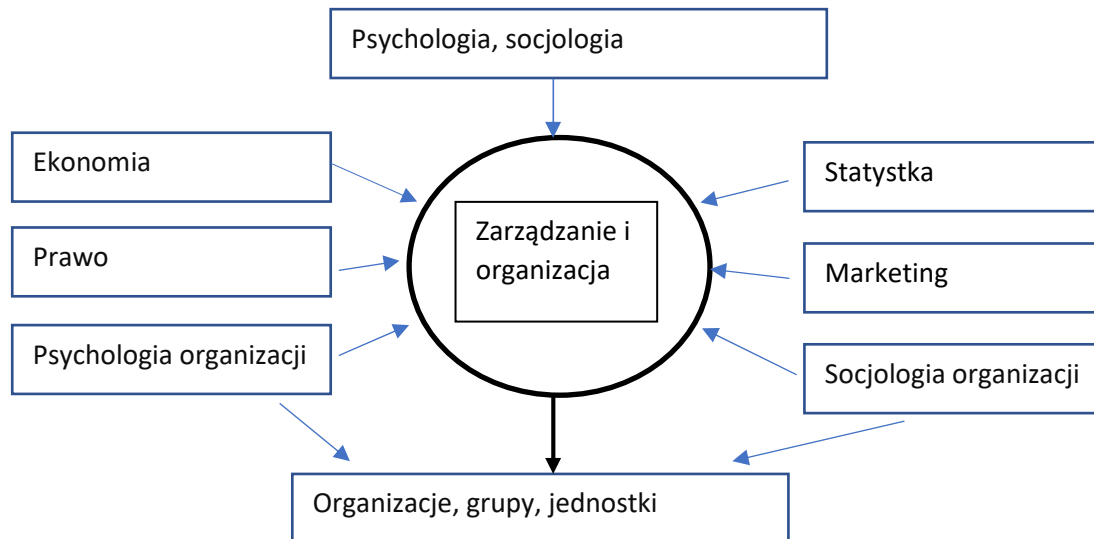 Psychologia, socjologia
Ekonomia
Statystka
Zarządzanie i
organizacja
Prawo
Marketing
Psychologia organizacji
Socjologia organizacji
Organizacje, grupy, jednostki